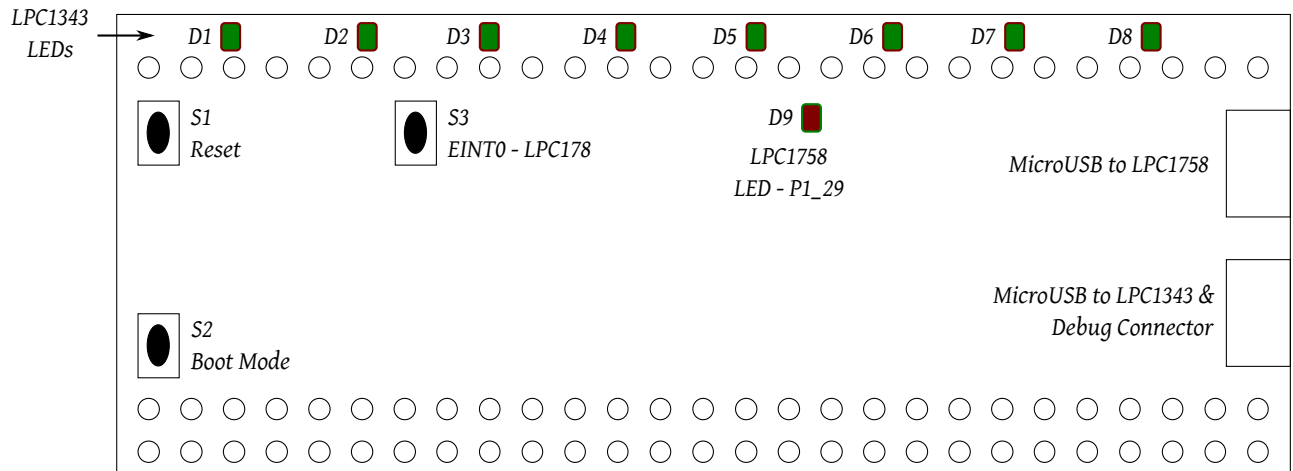 LPC1343
LEDs
D1
D2
D3
D4
D5
D6
D7
D8
S1
Reset
S3
EINT0 - LPC178
D9
LPC1758
LED - P1_29
MicroUSB to LPC1758
MicroUSB to LPC1343 &
Debug Connector
S2
Boot Mode